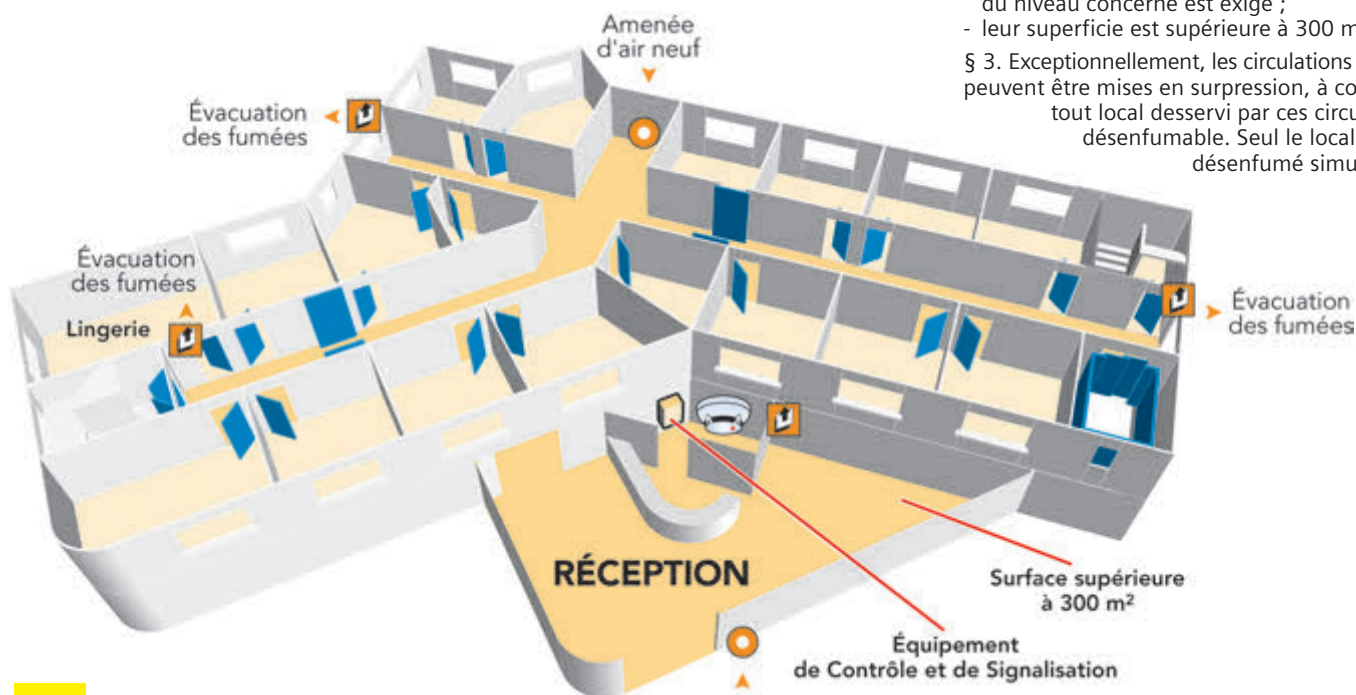 du niveau concerné est exigé ;
- leur superficie est supérieure à 300 m
§ 3. Exceptionnellement, les circulations
peuvent être mises en surpression, à co
tout local desservi par ces circu
désenfumable. Seul le local
désenfumé simu
Amenée
d'air neuf
Évacuation
des fumées
Évacuation
des fumées
Lingerie
Évacuation
des fumées
RÉCEPTION
Surface supérieure
à 300 m²
Équipement
de Contrôle et de Signalisation